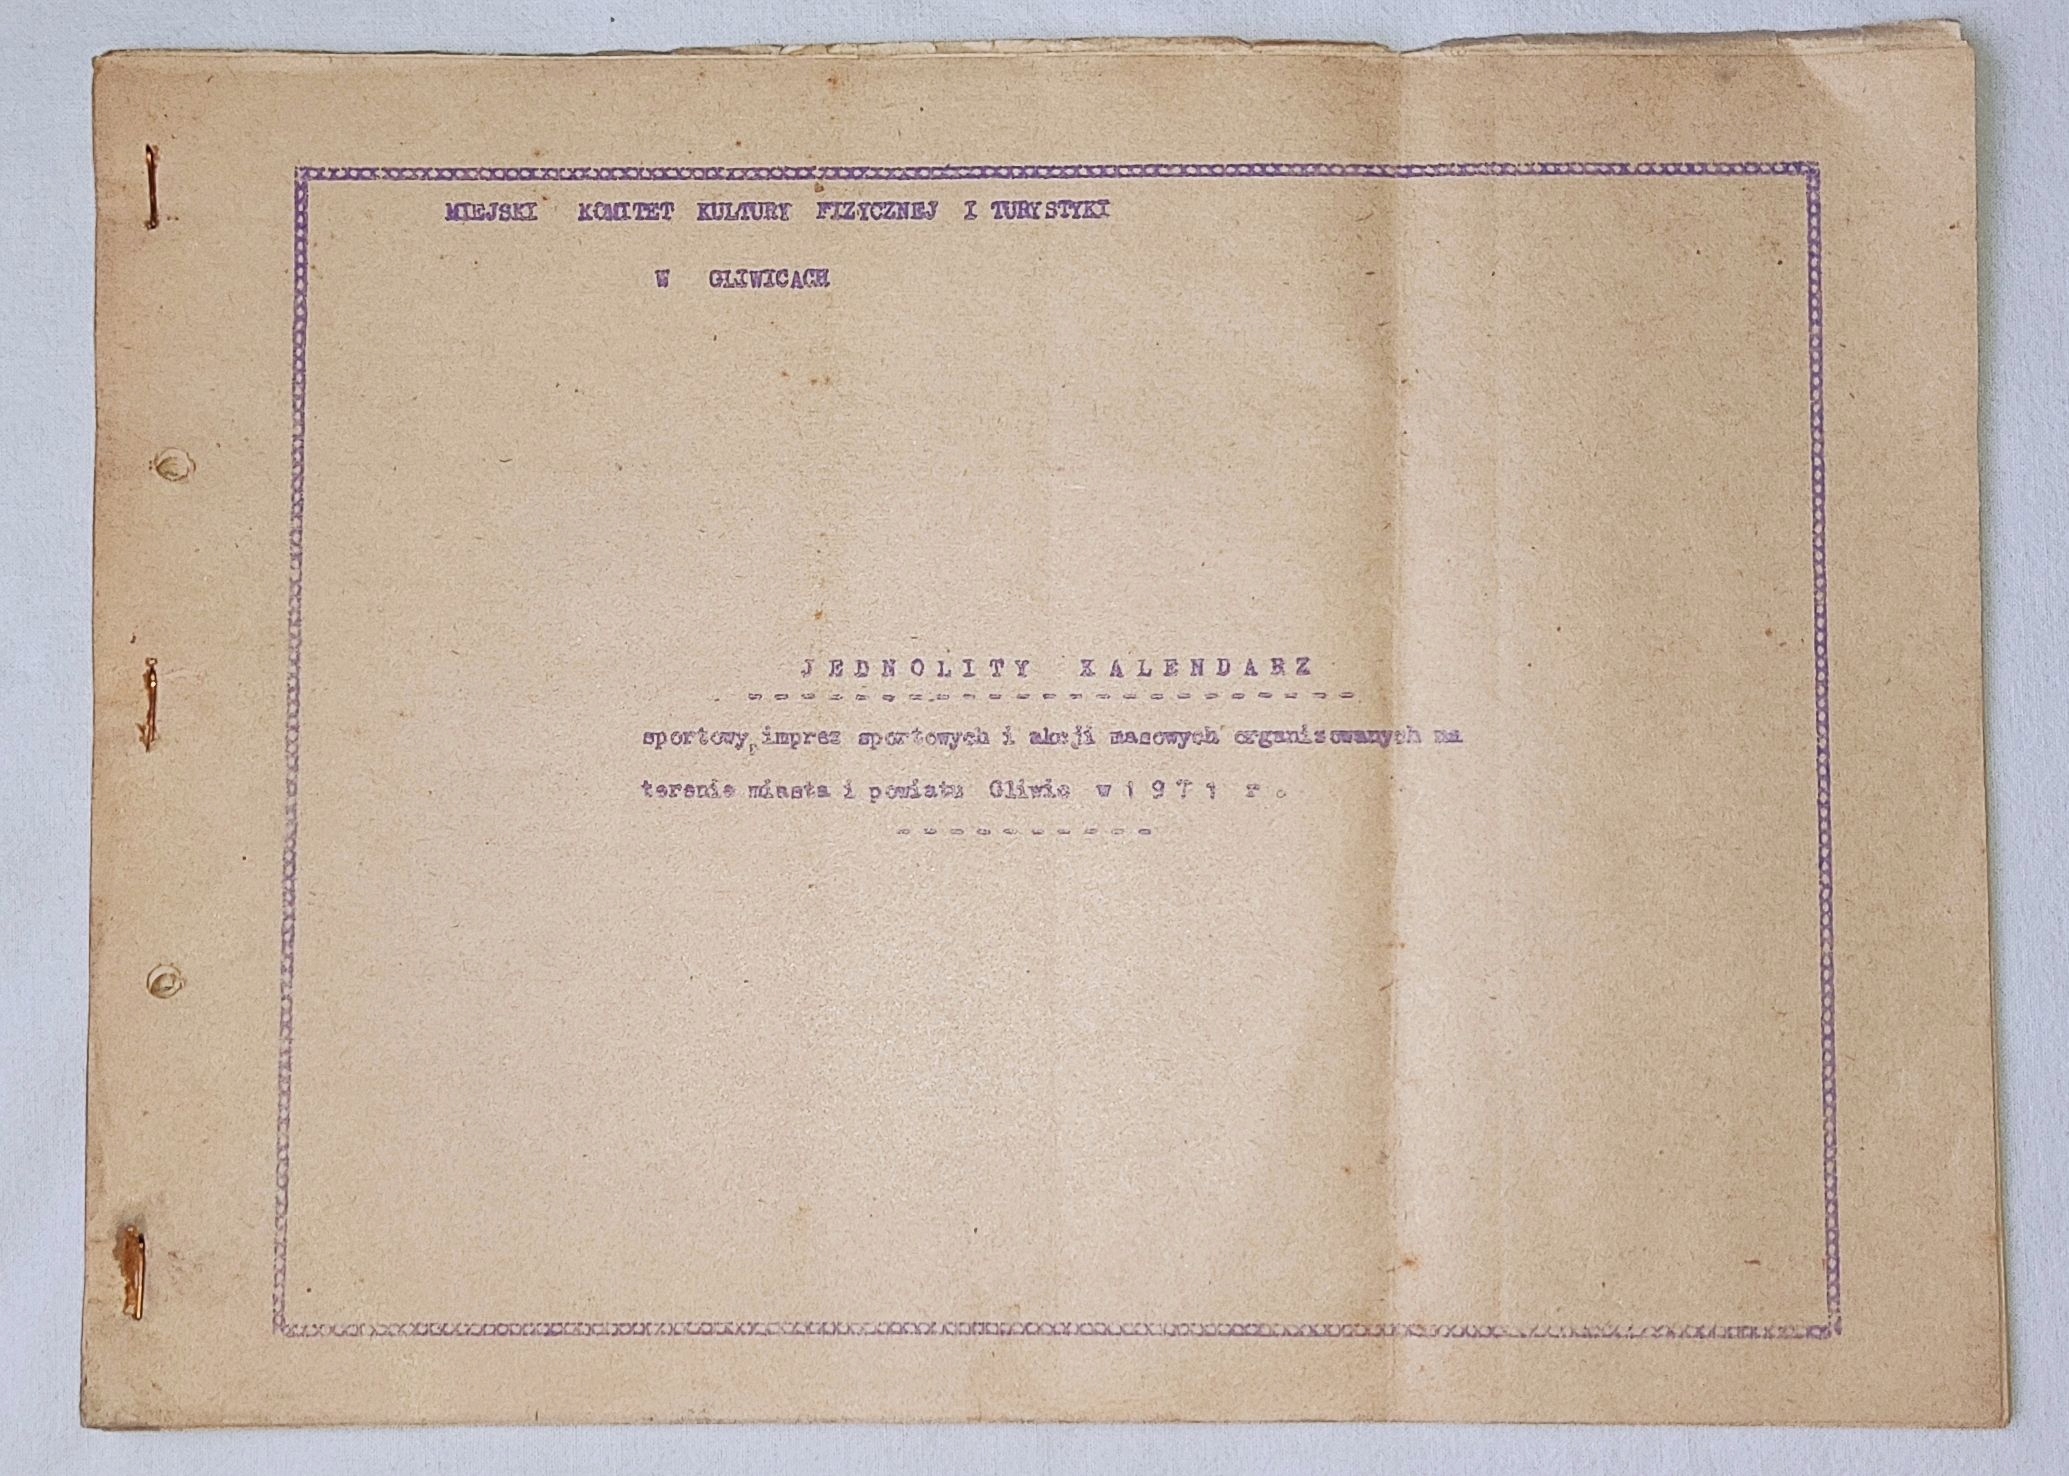 MIEJSKI KOMITET KULTURY FIZYCZNEJ I TURYSTYKI
W GLIWICACH
JEDNOLITY KALENDARZ
sportowy, imprez sportowych i akcji masowych organizowanych na
terenie miasta i powiatu Gliwic w 1971 r.